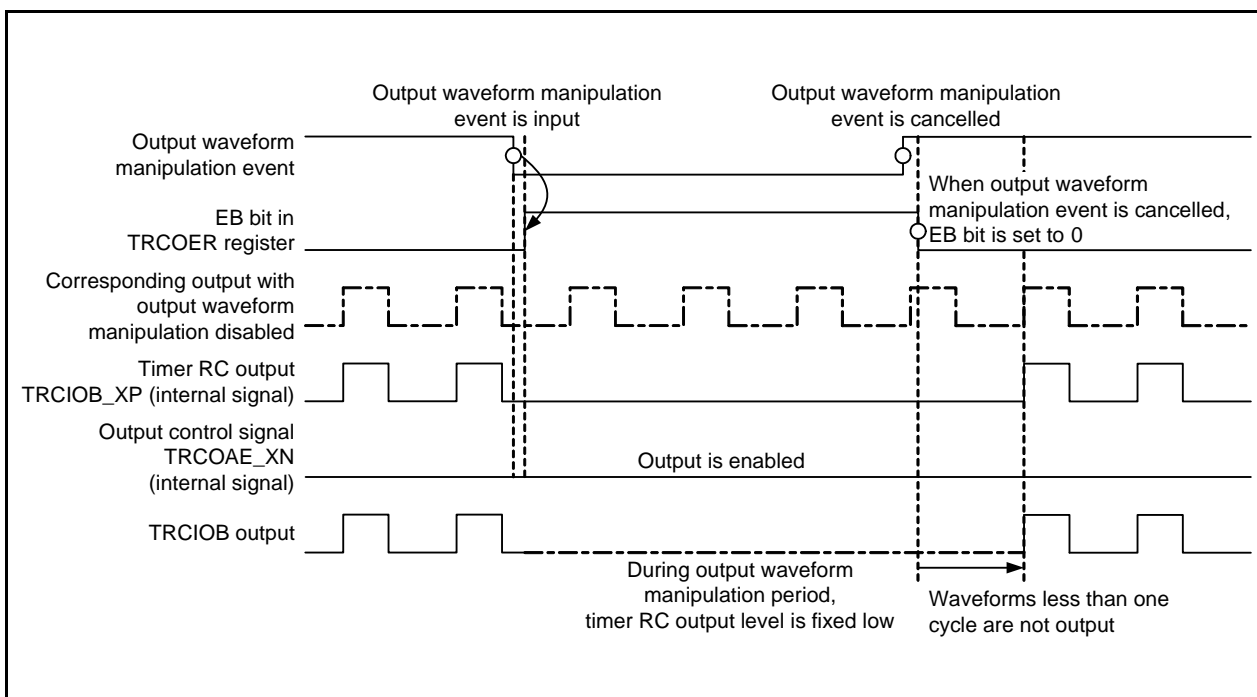 Output waveform manipulation
event is input
Output waveform manipulation
event is cancelled
Output waveform
manipulation event
When output waveform
manipulation event is cancelled,
EB bit is set to 0
EB bit in
TRCOER register
Corresponding output with
output waveform
manipulation disabled
Timer RC output
TRCIOB_XP (internal signal)
Output control signal
TRCOAE_XN
(internal signal)
Output is enabled
TRCIOB output
During output waveform
manipulation period,
timer RC output level is fixed low
Waveforms less than one
cycle are not output